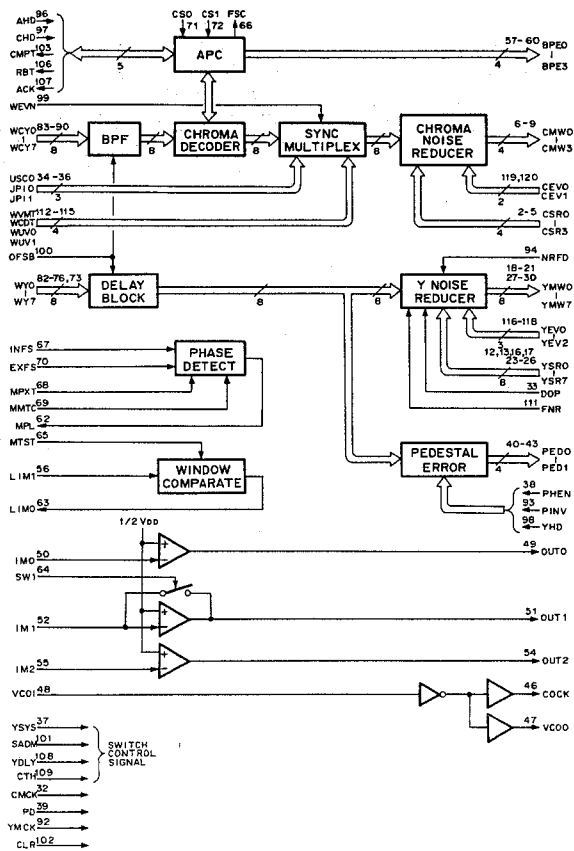 AHD 96
CS0 71 CS1 72 FSC 66
CHD 97
CMPT 103
RBT 106
ACK 107
5
APC
4
57-60
BPE0
BPE3
WEVN 99
WCY0 83-90
WCY7
8
BPF
8
CHROMA
DECODER
8
SYNC
MULTIPLEX
8
CHROMA
NOISE
REDUCER
6-9
4
CMW0
CMW3
USC0 34-36
JPI0
JPI1
3
119,120
2
CEV0
CEV1
WVMT 112-115
WCDT
WUV0
WUV1
4
2-5
4
CSR0
CSR3
OFSB 100
94
NRFD
WY0 82-76,73
WY7
8
DELAY
BLOCK
8
8
Y NOISE
REDUCER
18-21
27-30
8
YMW0
YMW7
116-118
3
YEV0
YEV2
12,13,16,17
23-26
8
YSR0
YSR7
33
DOP
111
FNR
INFS 67
EXFS 70
PHASE
DETECT
MPXT 68
MMTC 69
MPL 62
MTST 65
LIM1 56
WINDOW
COMPARATE
LIM0 63
PEDESTAL
ERROR
40-43
4
PED0
PED1
38
PHEN
93
PINV
98
YHD
1/2 VDD
IM0 50
+
-
49
OUT0
SW1 64
IM1 52
+
-
51
OUT1
IM2 55
+
-
54
OUT2
VCOI 48
46
COCK
47
VCOO
YSYS 37
SADM 101
YDLY 108
CTH 109
SWITCH
CONTROL
SIGNAL
CMCK 32
PD 39
YMCK 92
CLR 102